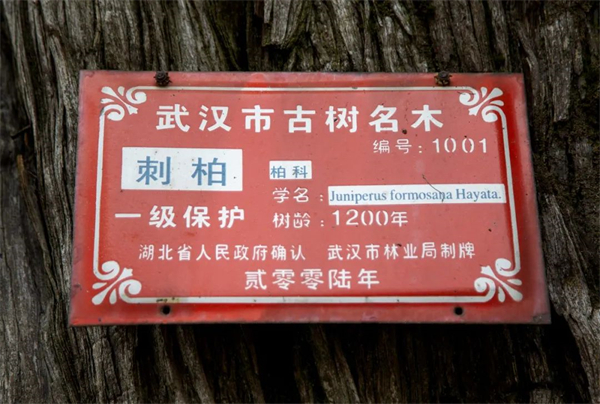 武汉市古树名木
编号：1001
刺柏
柏科
学名：Juniperus formosana Hayata.
一级保护
树龄：1200年
湖北省人民政府确认 武汉市林业局制牌
贰零零陆年